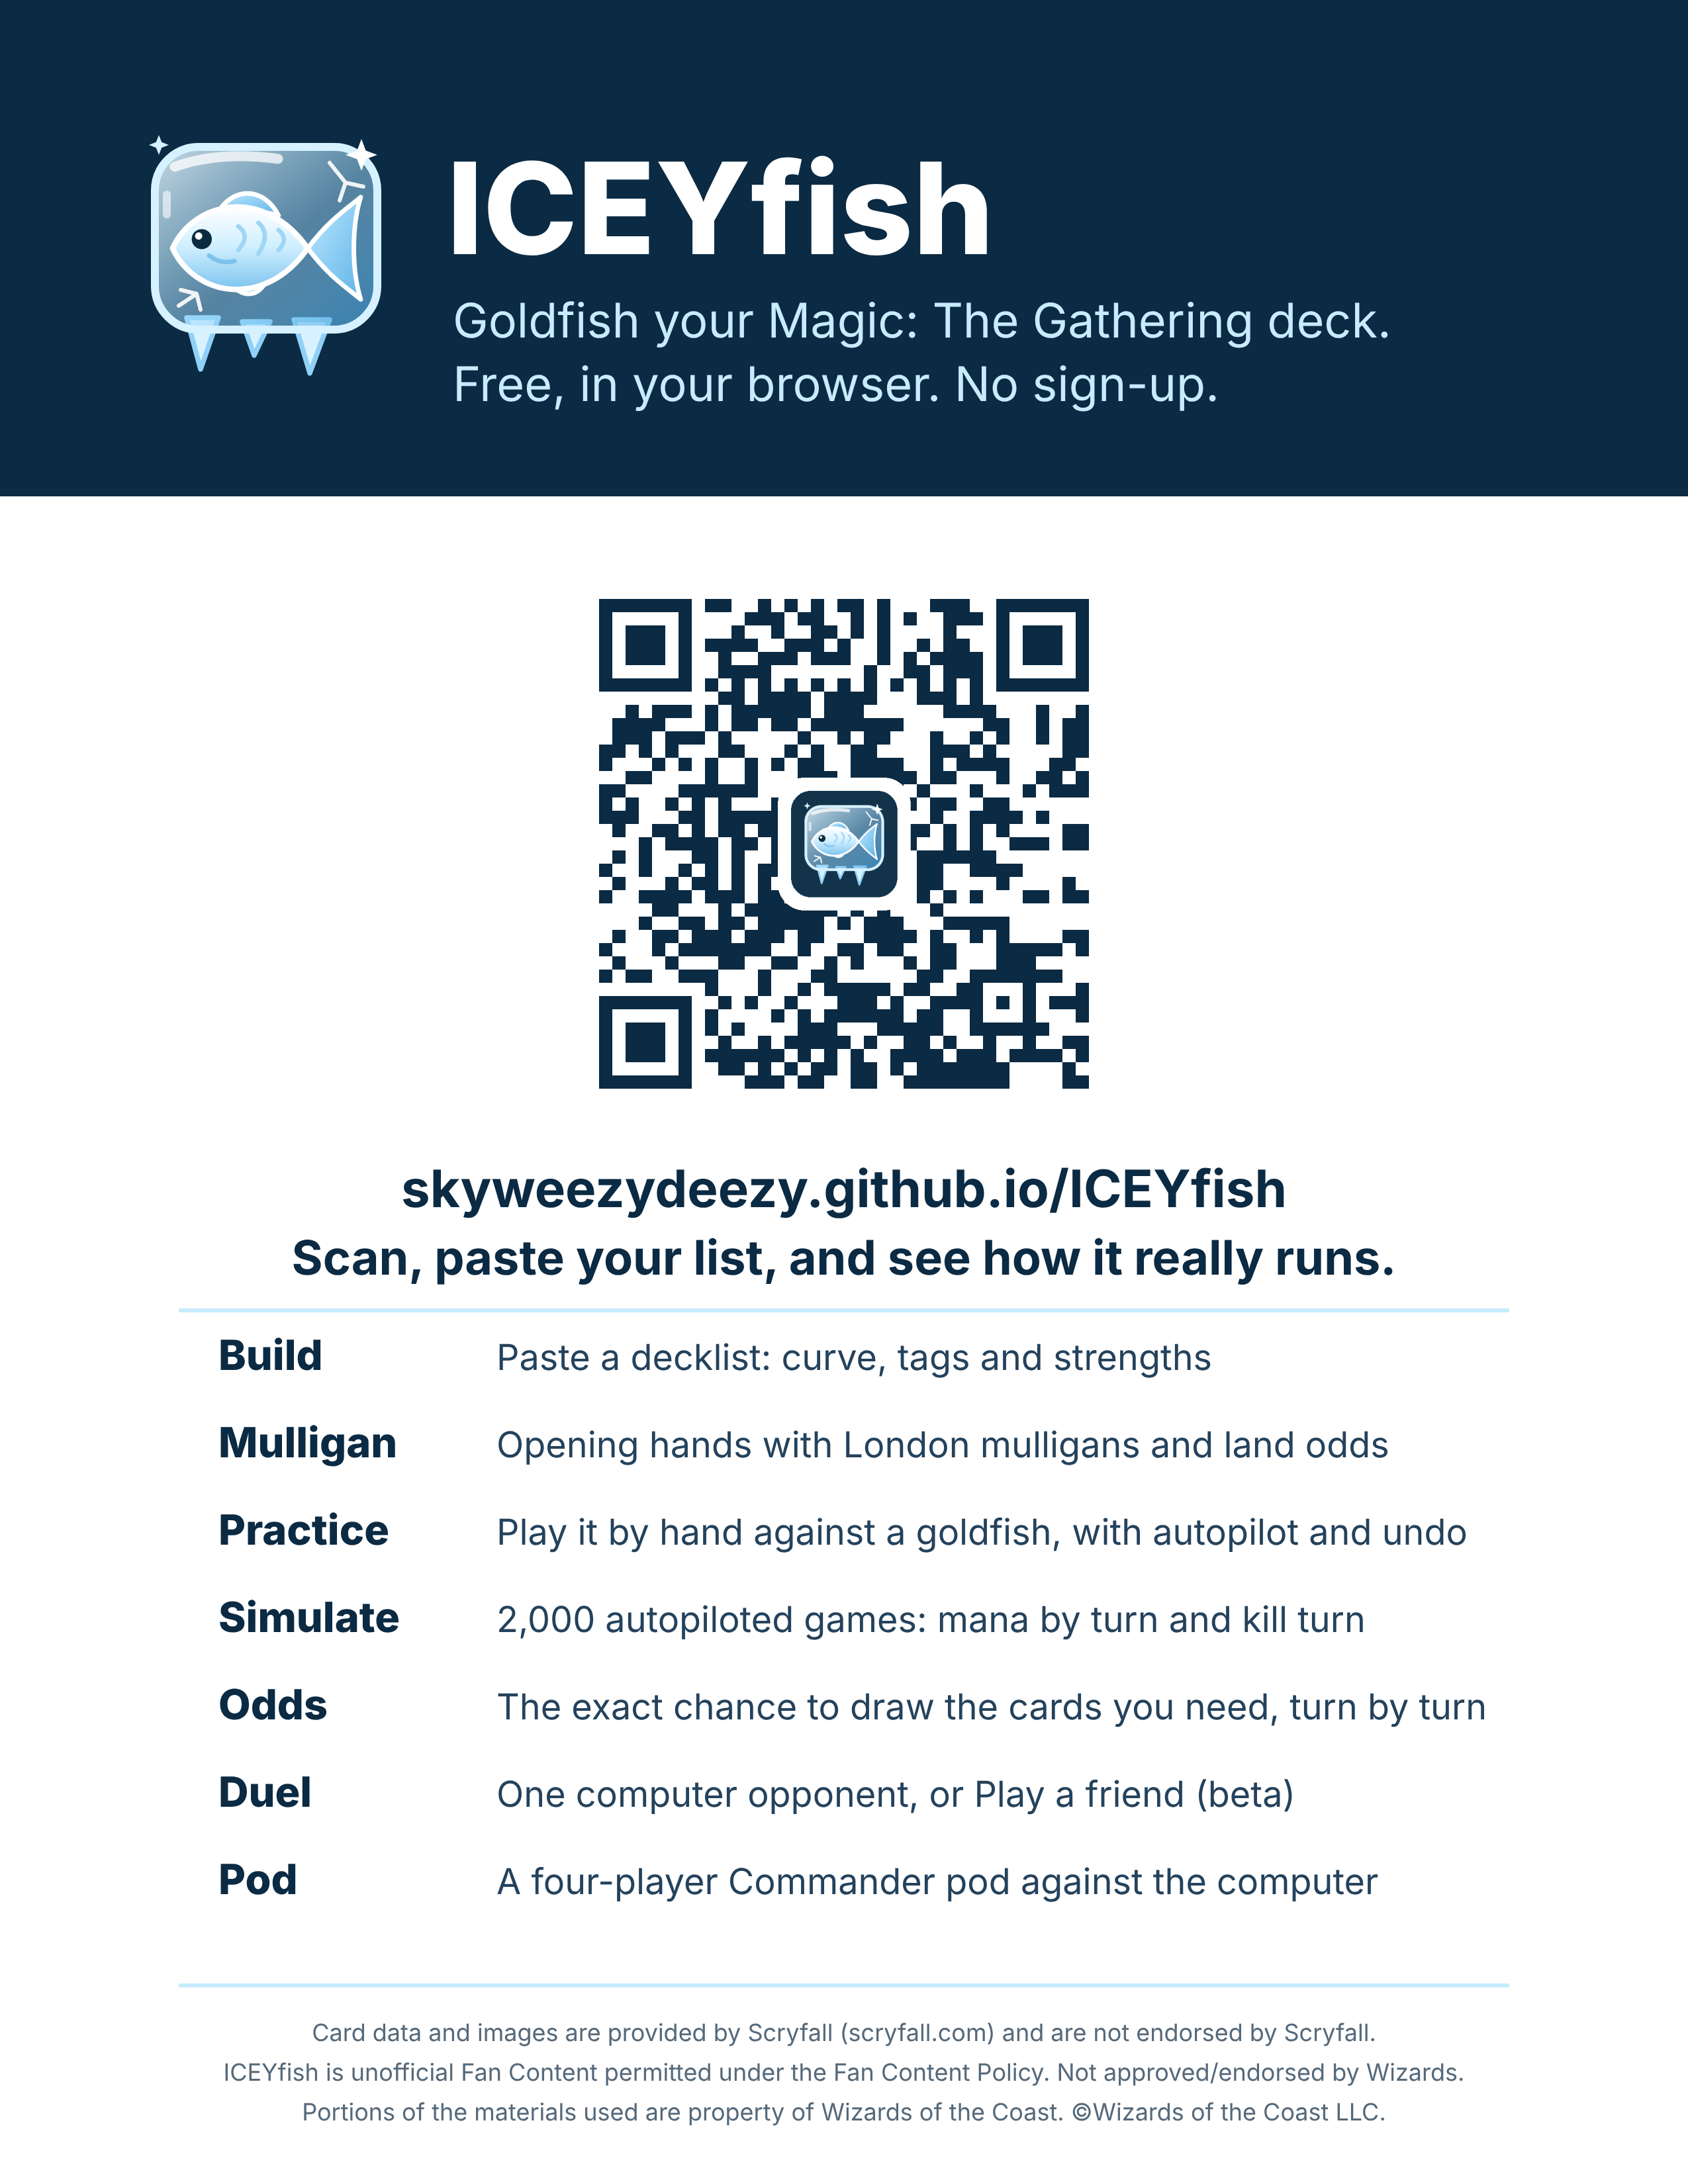 ICEYfish
Goldfish your Magic: The Gathering deck.
Free, in your browser. No sign-up.
skyweezydeezy.github.io/ICEYfish
Scan, paste your list, and see how it really runs.
Build Paste a decklist: curve, tags and strengths
Mulligan Opening hands with London mulligans and land odds
Practice Play it by hand against a goldfish, with autopilot and undo
Simulate 2,000 autopiloted games: mana by turn and kill turn
Odds The exact chance to draw the cards you need, turn by turn
Duel One computer opponent, or Play a friend (beta)
Pod A four-player Commander pod against the computer
Card data and images are provided by Scryfall (scryfall.com) and are not endorsed by Scryfall.
ICEYfish is unofficial Fan Content permitted under the Fan Content Policy. Not approved/endorsed by Wizards.
Portions of the materials used are property of Wizards of the Coast. ©Wizards of the Coast LLC.